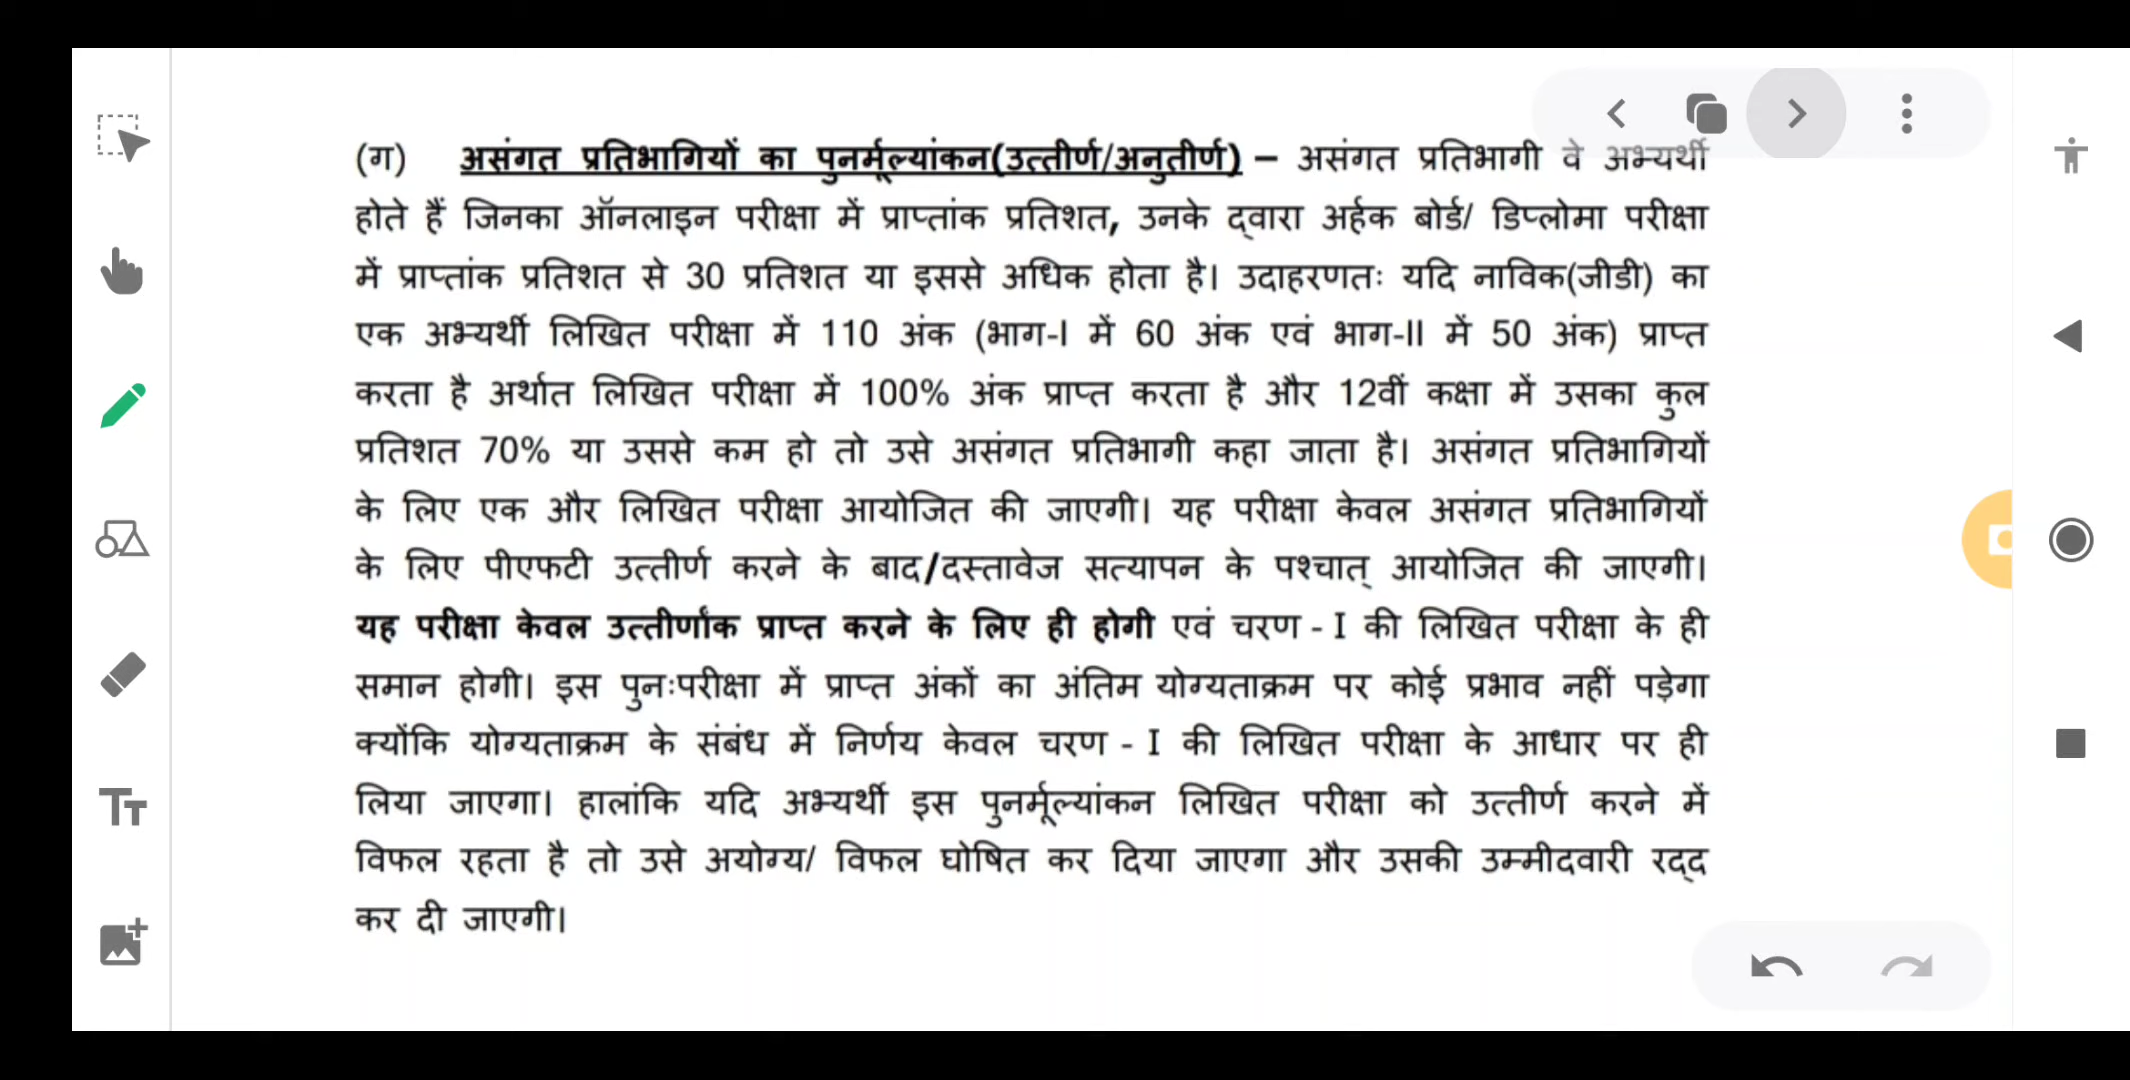 (ग) असंगत प्रतिभागियों का पुनर्मूल्यांकन(उत्तीर्ण/अनुतीर्ण) – असंगत प्रतिभागी वे अभ्यर्थी
होते हैं जिनका ऑनलाइन परीक्षा में प्राप्तांक प्रतिशत, उनके द्वारा अर्हक बोर्ड/ डिप्लोमा परीक्षा
में प्राप्तांक प्रतिशत से 30 प्रतिशत या इससे अधिक होता है। उदाहरणतः यदि नाविक(जीडी) का
एक अभ्यर्थी लिखित परीक्षा में 110 अंक (भाग-I में 60 अंक एवं भाग-II में 50 अंक) प्राप्त
करता है अर्थात लिखित परीक्षा में 100% अंक प्राप्त करता है और 12वीं कक्षा में उसका कुल
प्रतिशत 70% या उससे कम हो तो उसे असंगत प्रतिभागी कहा जाता है। असंगत प्रतिभागियों
के लिए एक और लिखित परीक्षा आयोजित की जाएगी। यह परीक्षा केवल असंगत प्रतिभागियों
के लिए पीएफटी उत्तीर्ण करने के बाद/दस्तावेज सत्यापन के पश्चात् आयोजित की जाएगी।
यह परीक्षा केवल उत्तीर्णांक प्राप्त करने के लिए ही होगी एवं चरण - I की लिखित परीक्षा के ही
समान होगी। इस पुनःपरीक्षा में प्राप्त अंकों का अंतिम योग्यताक्रम पर कोई प्रभाव नहीं पड़ेगा
क्योंकि योग्यताक्रम के संबंध में निर्णय केवल चरण - I की लिखित परीक्षा के आधार पर ही
लिया जाएगा। हालांकि यदि अभ्यर्थी इस पुनर्मूल्यांकन लिखित परीक्षा को उत्तीर्ण करने में
विफल रहता है तो उसे अयोग्य/ विफल घोषित कर दिया जाएगा और उसकी उम्मीदवारी रद्द
कर दी जाएगी।